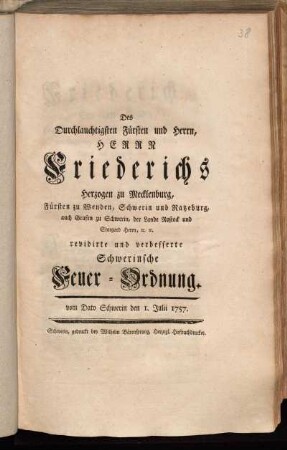 38
Des
Durchlauchtigsten Fürsten und Herrn,
HERRN
Friederichs
Herzogen zu Mecklenburg,
Fürsten zu Wenden, Schwerin und Ratzeburg,
auch Grafen zu Schwerin, der Lande Rostock und
Stargard Herrn, u. u.
revidirte und verbesserte
Schwerinsche
Feuer-Ordnung.
vom Dato Schwerin den 1. Julii 1757.
Schwerin, gedruckt bey Wilhelm Bärensprung, Herzogl. Hofbuchdrucker.